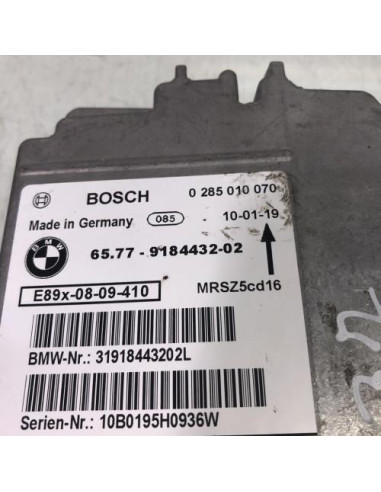 BOSCH 0 285 010 070
Made in Germany 085 10-01-19
BMW
65.77 - 9184432-02
E89x-08-09-410 MRSZ5cd16
BMW-Nr.: 31918443202L
Serien-Nr.: 10B0195H0936W